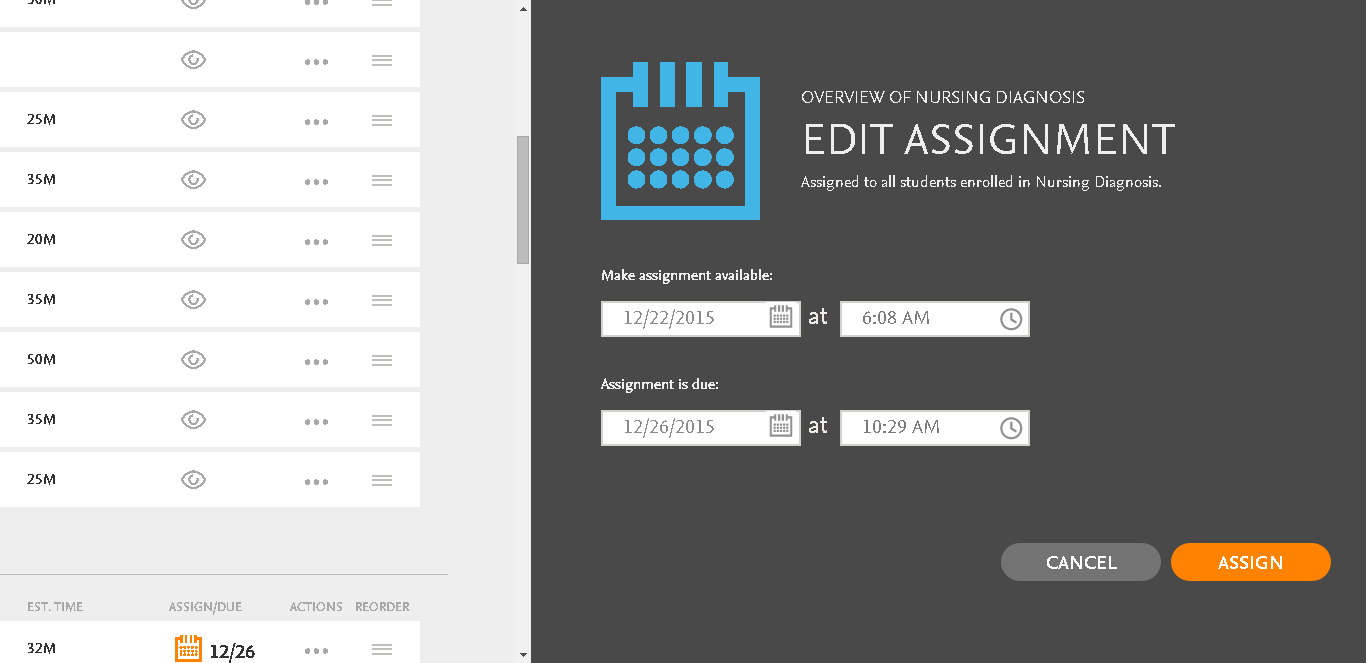 50M
25M
35M
20M
35M
50M
35M
25M
EST. TIME ASSIGN/DUE ACTIONS REORDER
32M 12/26
OVERVIEW OF NURSING DIAGNOSIS
EDIT ASSIGNMENT
Assigned to all students enrolled in Nursing Diagnosis.
Make assignment available:
12/22/2015 at 6:08 AM
Assignment is due:
12/26/2015 at 10:29 AM
CANCEL ASSIGN